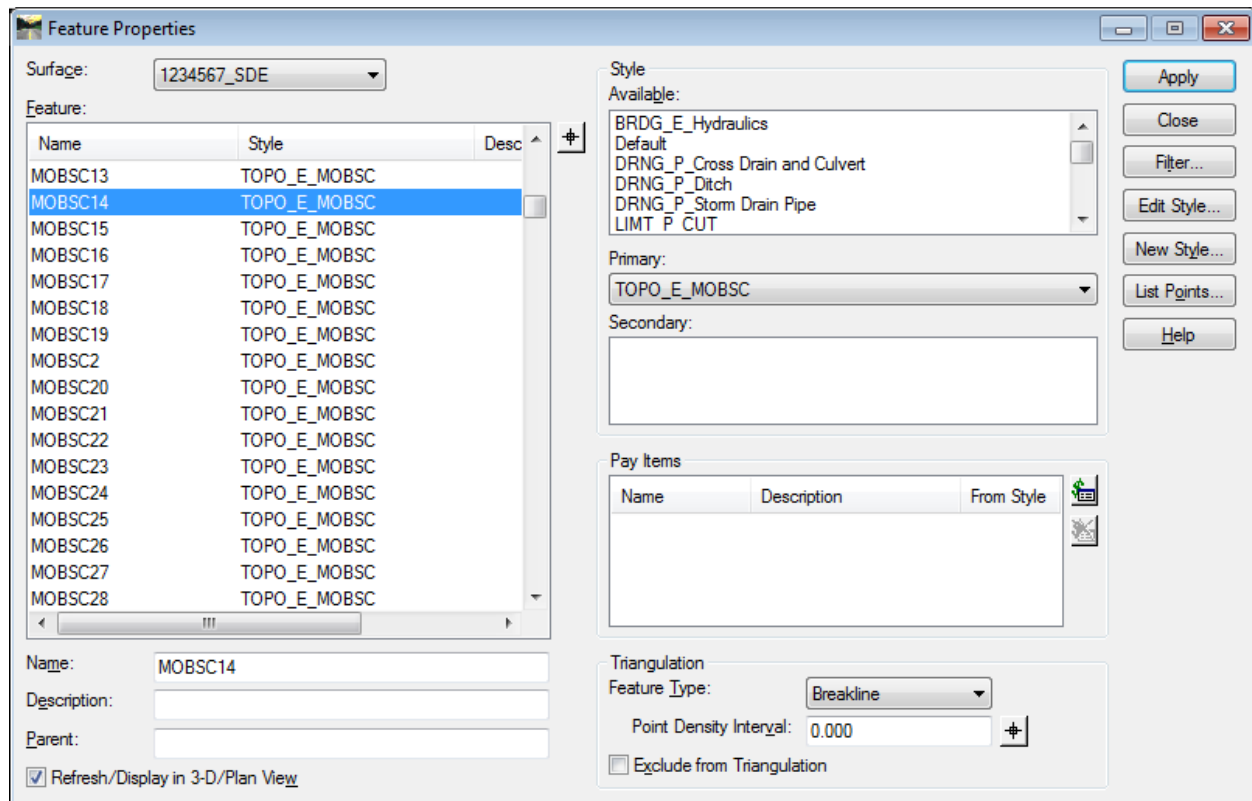 Feature Properties
Surface:
1234567_SDE
Feature:
Name Style Desc
MOBSC13 TOPO_E_MOBSC
MOBSC14 TOPO_E_MOBSC
MOBSC15 TOPO_E_MOBSC
MOBSC16 TOPO_E_MOBSC
MOBSC17 TOPO_E_MOBSC
MOBSC18 TOPO_E_MOBSC
MOBSC19 TOPO_E_MOBSC
MOBSC2 TOPO_E_MOBSC
MOBSC20 TOPO_E_MOBSC
MOBSC21 TOPO_E_MOBSC
MOBSC22 TOPO_E_MOBSC
MOBSC23 TOPO_E_MOBSC
MOBSC24 TOPO_E_MOBSC
MOBSC25 TOPO_E_MOBSC
MOBSC26 TOPO_E_MOBSC
MOBSC27 TOPO_E_MOBSC
MOBSC28 TOPO_E_MOBSC
Name: MOBSC14
Description:
Parent:
Refresh/Display in 3-D/Plan View
Style
Available:
BRDG_E_Hydraulics
Default
DRNG_P_Cross Drain and Culvert
DRNG_P_Ditch
DRNG_P_Storm Drain Pipe
LIMT_P_CUT
Primary:
TOPO_E_MOBSC
Secondary:
Pay Items
Name Description From Style
Triangulation
Feature Type: Breakline
Point Density Interval: 0.000
Exclude from Triangulation
Apply
Close
Filter...
Edit Style...
New Style...
List Points...
Help